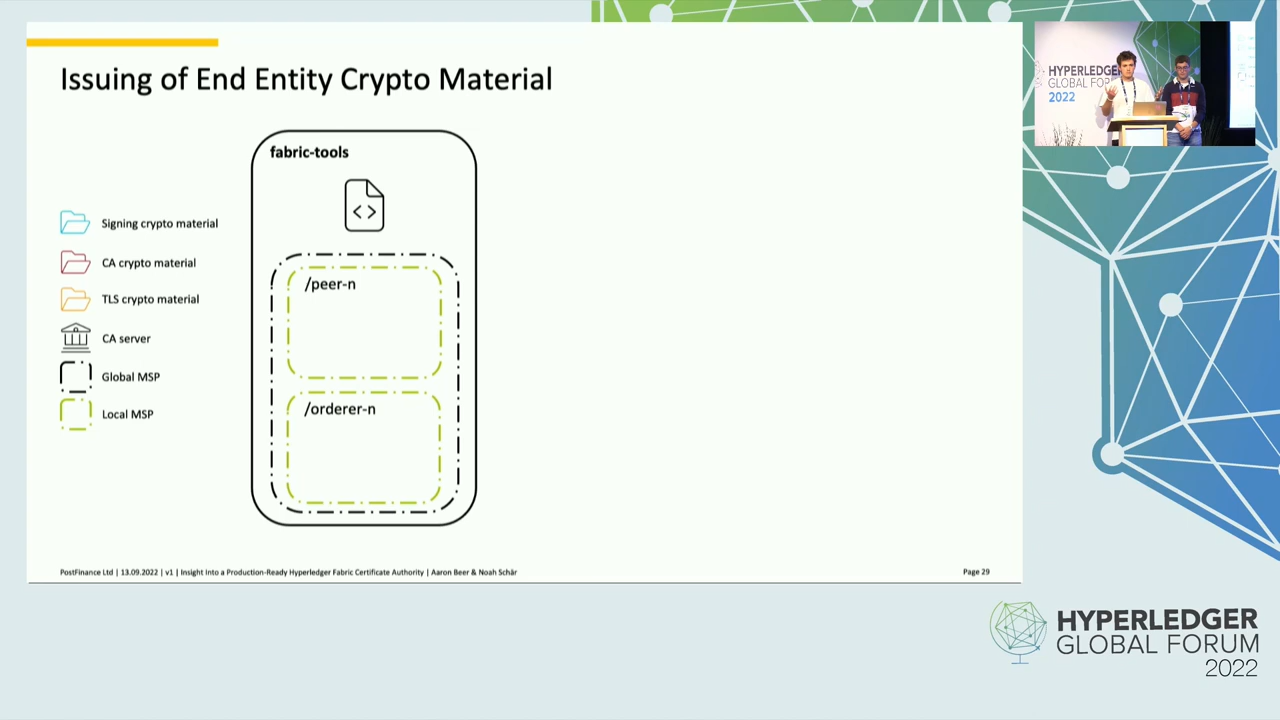 Issuing of End Entity Crypto Material
fabric-tools
/peer-n
/orderer-n
Signing crypto material
CA crypto material
TLS crypto material
CA server
Global MSP
Local MSP
PostFinance Ltd | 13.09.2022 | v1 | Insight Into a Production-Ready Hyperledger Fabric Certificate Authority | Aaron Beer & Noah Schär
Page 29
HYPERLEDGER
GLOBAL FOR
2022
HYPERLEDGER
GLOBAL FORUM
2022